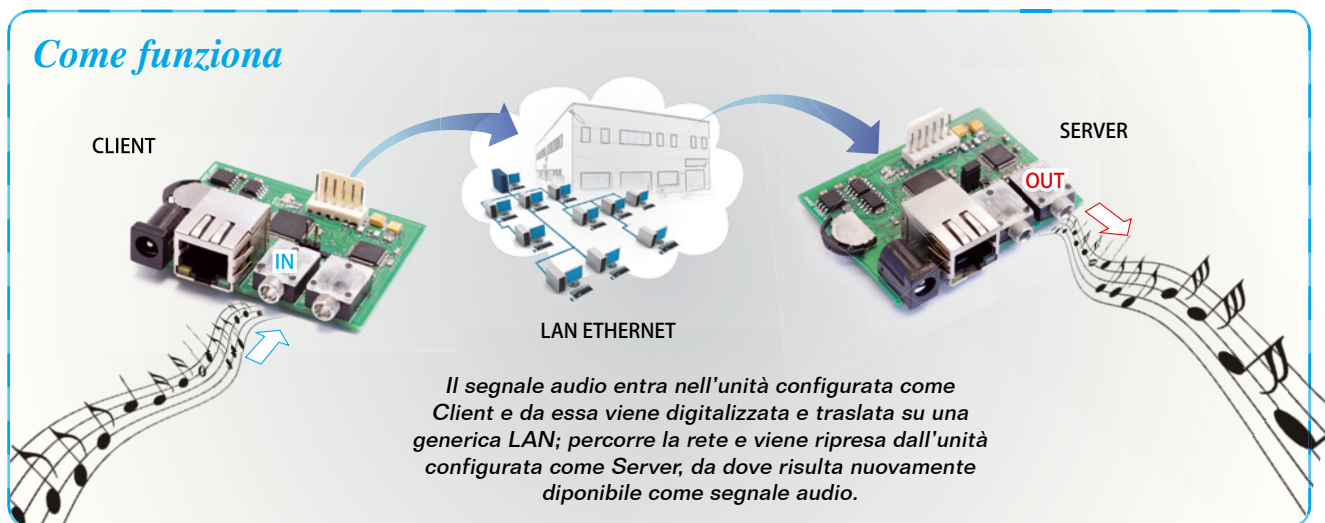 Come funziona
CLIENT
SERVER
IN
OUT
LAN ETHERNET
Il segnale audio entra nell'unità configurata come
Client e da essa viene digitalizzata e traslata su una
generica LAN; percorre la rete e viene ripresa dall'unità
configurata come Server, da dove risulta nuovamente
diponibile come segnale audio.